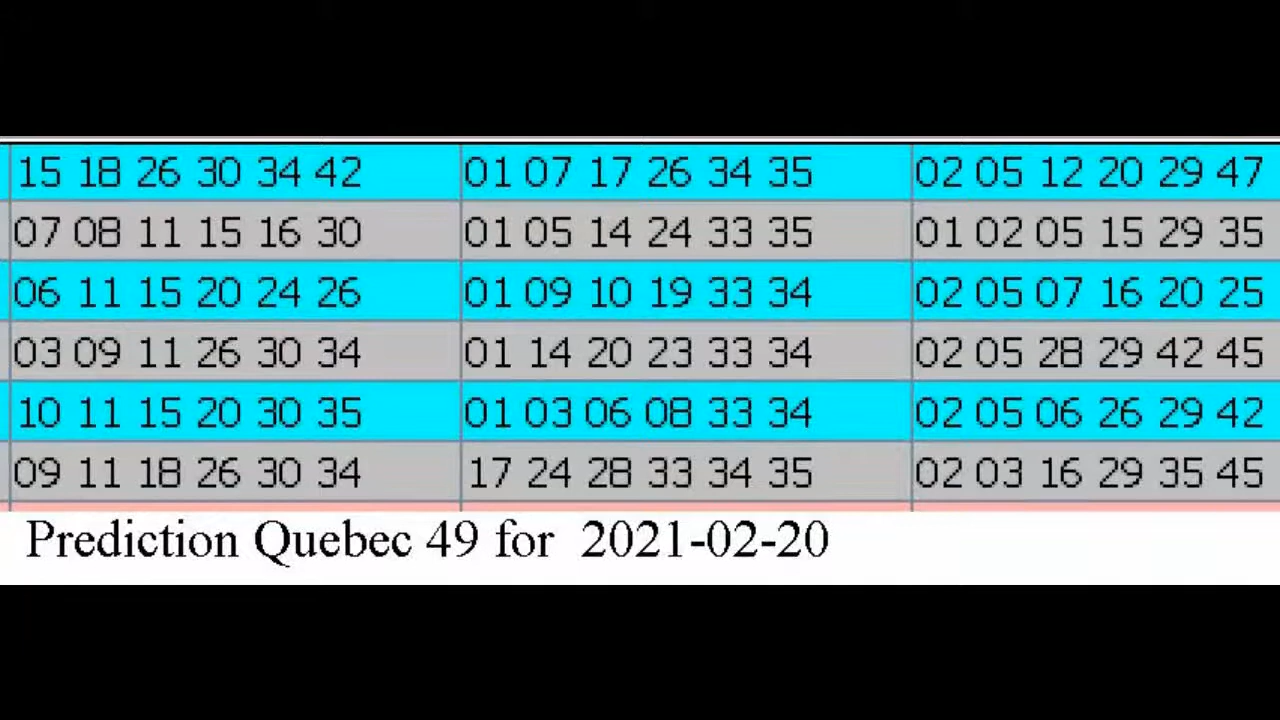 15 18 26 30 34 42 01 07 17 26 34 35 02 05 12 20 29 47
07 08 11 15 16 30 01 05 14 24 33 35 01 02 05 15 29 35
06 11 15 20 24 26 01 09 10 19 33 34 02 05 07 16 20 25
03 09 11 26 30 34 01 14 20 23 33 34 02 05 28 29 42 45
10 11 15 20 30 35 01 03 06 08 33 34 02 05 06 26 29 42
09 11 18 26 30 34 17 24 28 33 34 35 02 03 16 29 35 45
Prediction Quebec 49 for 2021-02-20